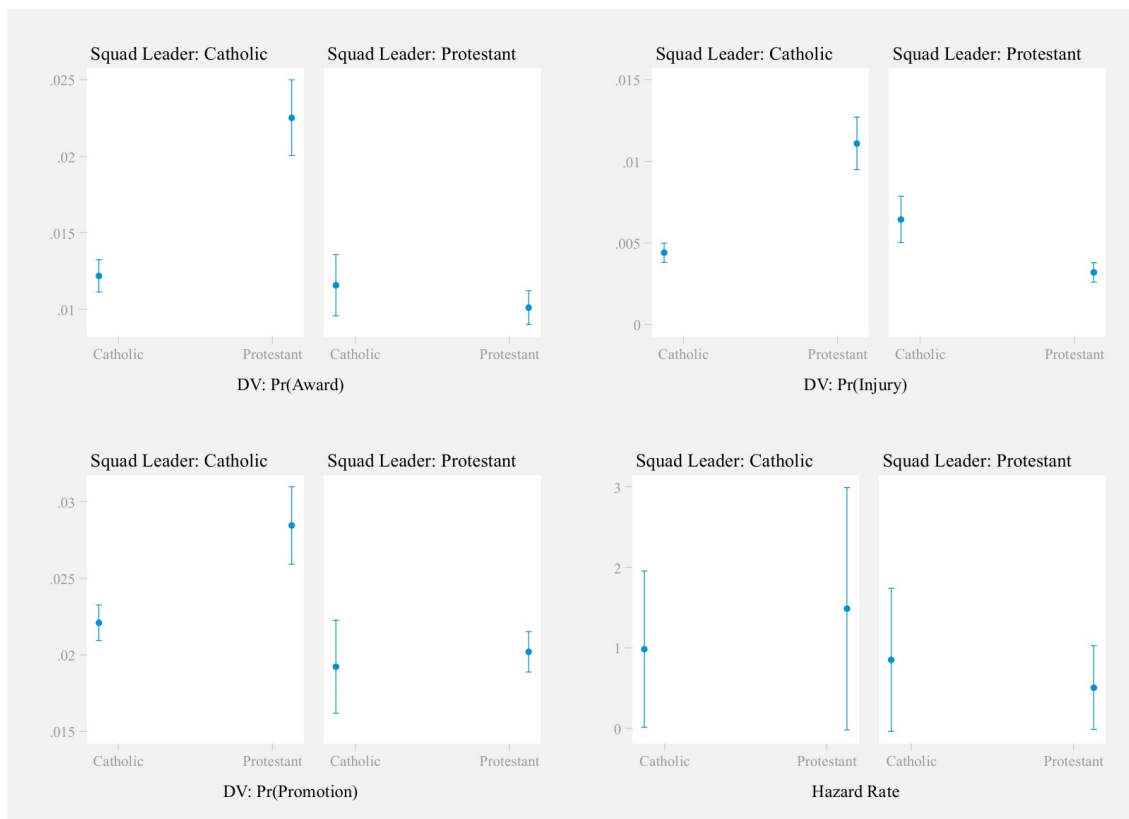 Squad Leader: Catholic
Squad Leader: Protestant
.025
.02
.015
.01
Catholic
Protestant
Catholic
Protestant
DV: Pr(Award)
Squad Leader: Catholic
Squad Leader: Protestant
.015
.01
.005
0
Catholic
Protestant
Catholic
Protestant
DV: Pr(Injury)
Squad Leader: Catholic
Squad Leader: Protestant
.03
.025
.02
.015
Catholic
Protestant
Catholic
Protestant
DV: Pr(Promotion)
Squad Leader: Catholic
Squad Leader: Protestant
3
2
1
0
Catholic
Protestant
Catholic
Protestant
Hazard Rate